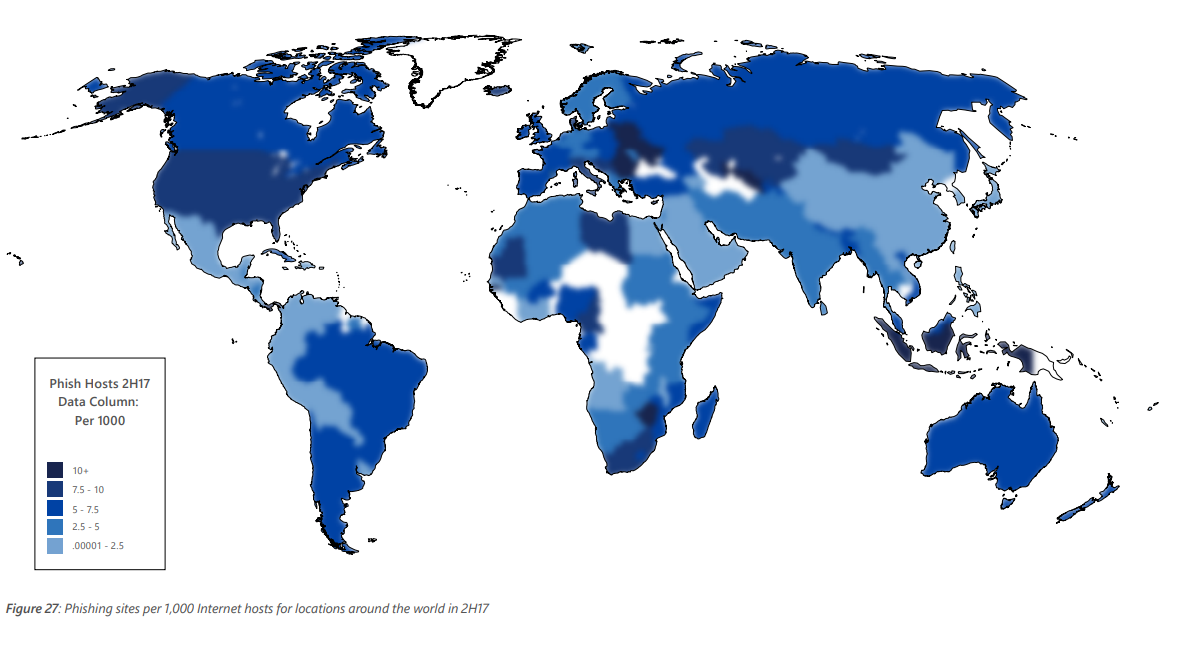 Phish Hosts 2H17
Data Column:
Per 1000
10+
7.5 - 10
5 - 7.5
2.5 - 5
.00001 - 2.5
Figure 27: Phishing sites per 1,000 Internet hosts for locations around the world in 2H17